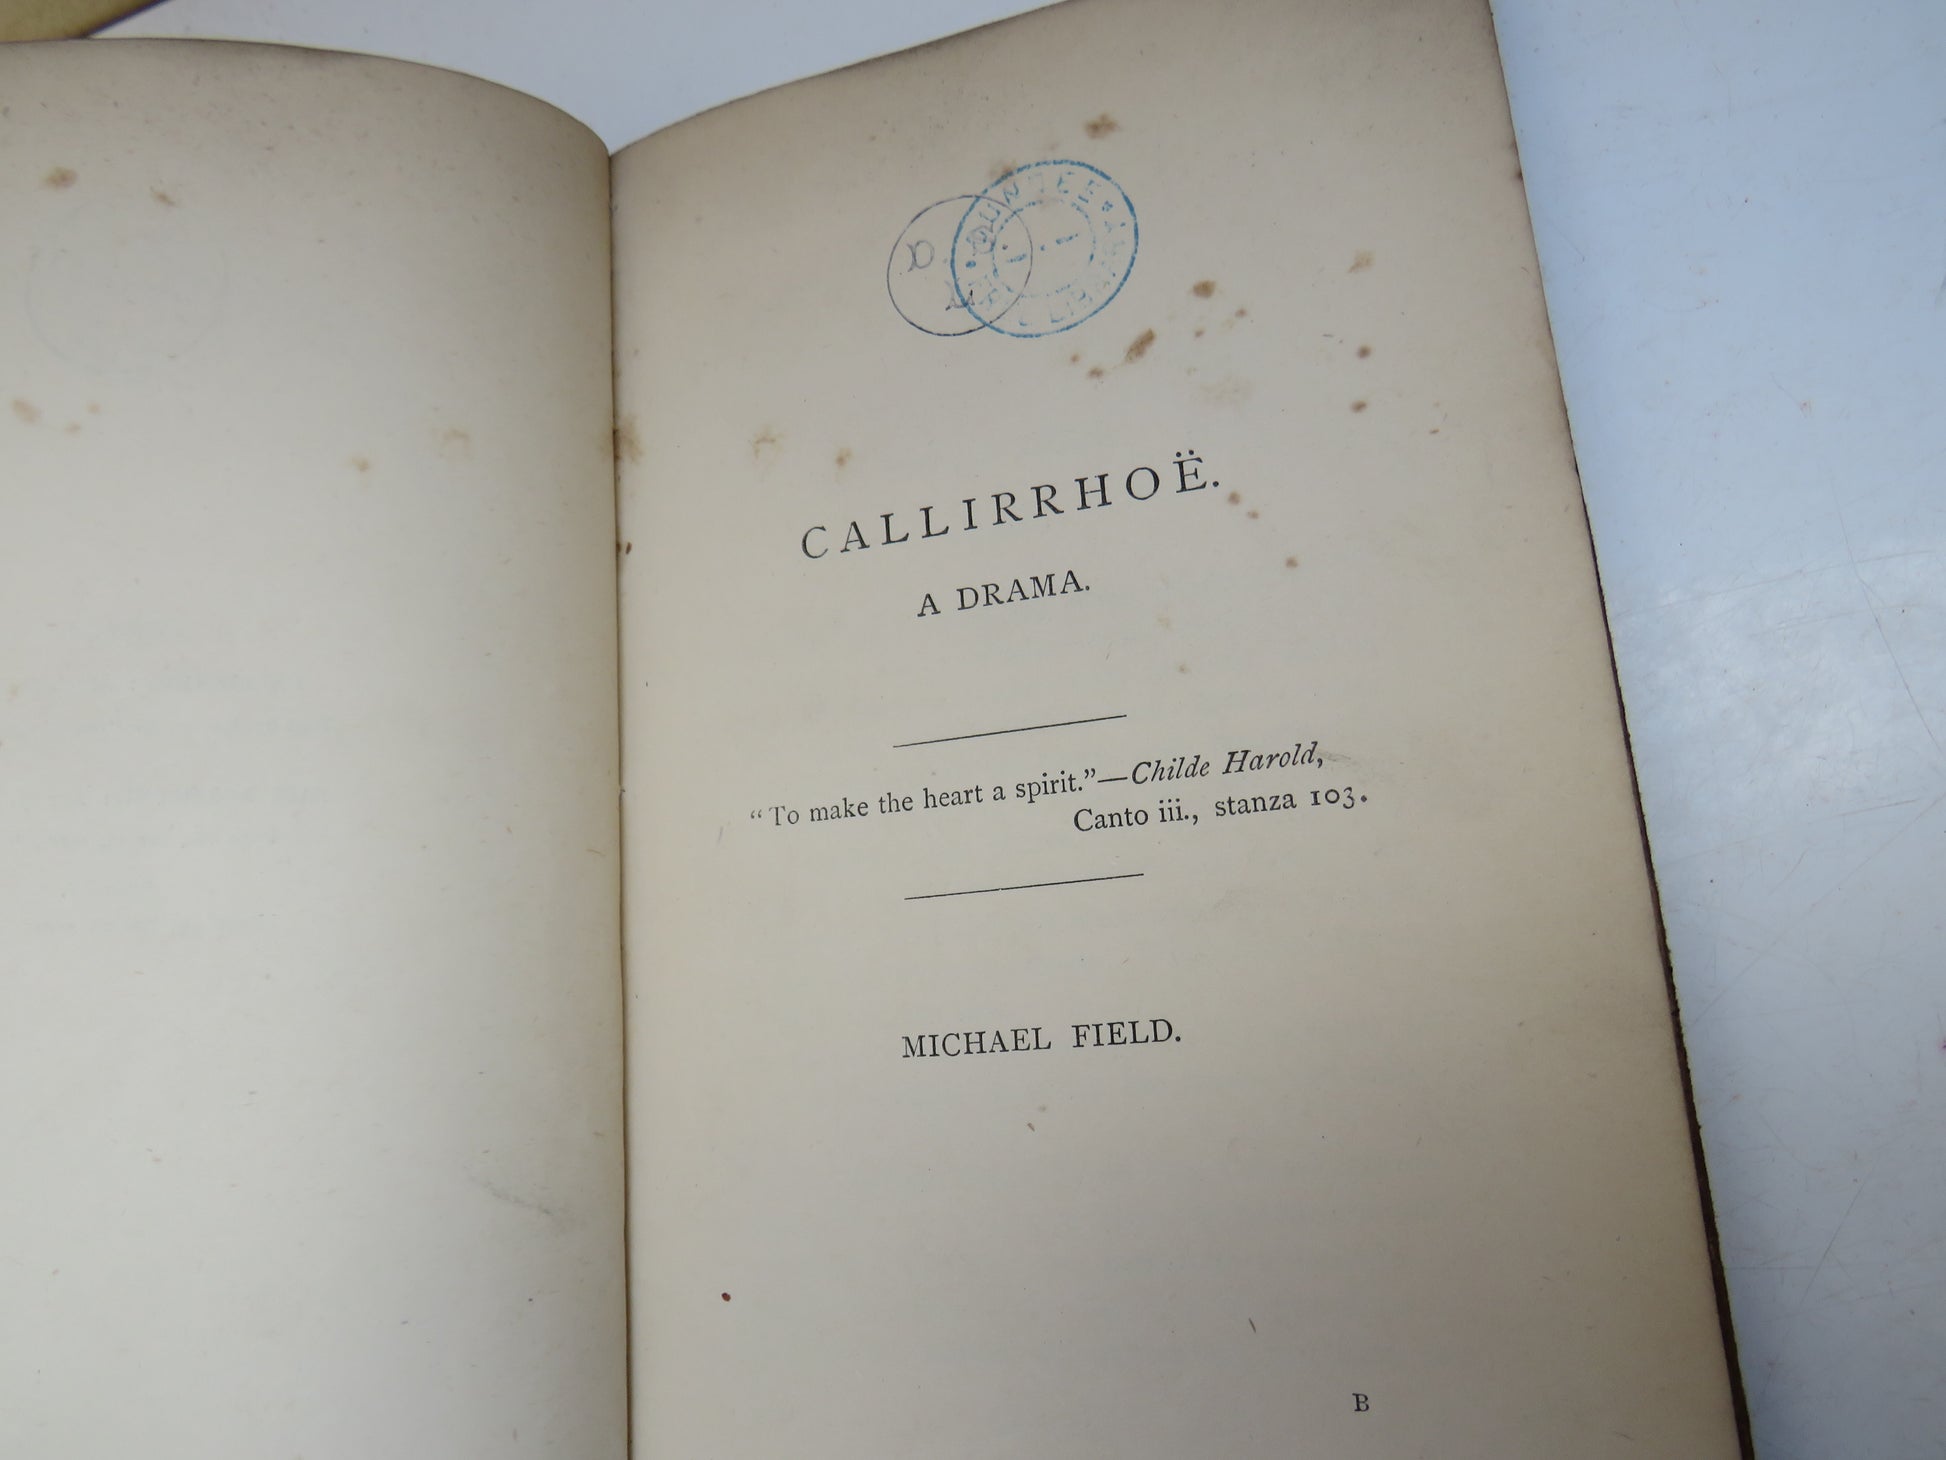 CALLIRRHOË.
A DRAMA.
“To make the heart a spirit.”—Childe Harold,
Canto iii., stanza 103.
MICHAEL FIELD.
B